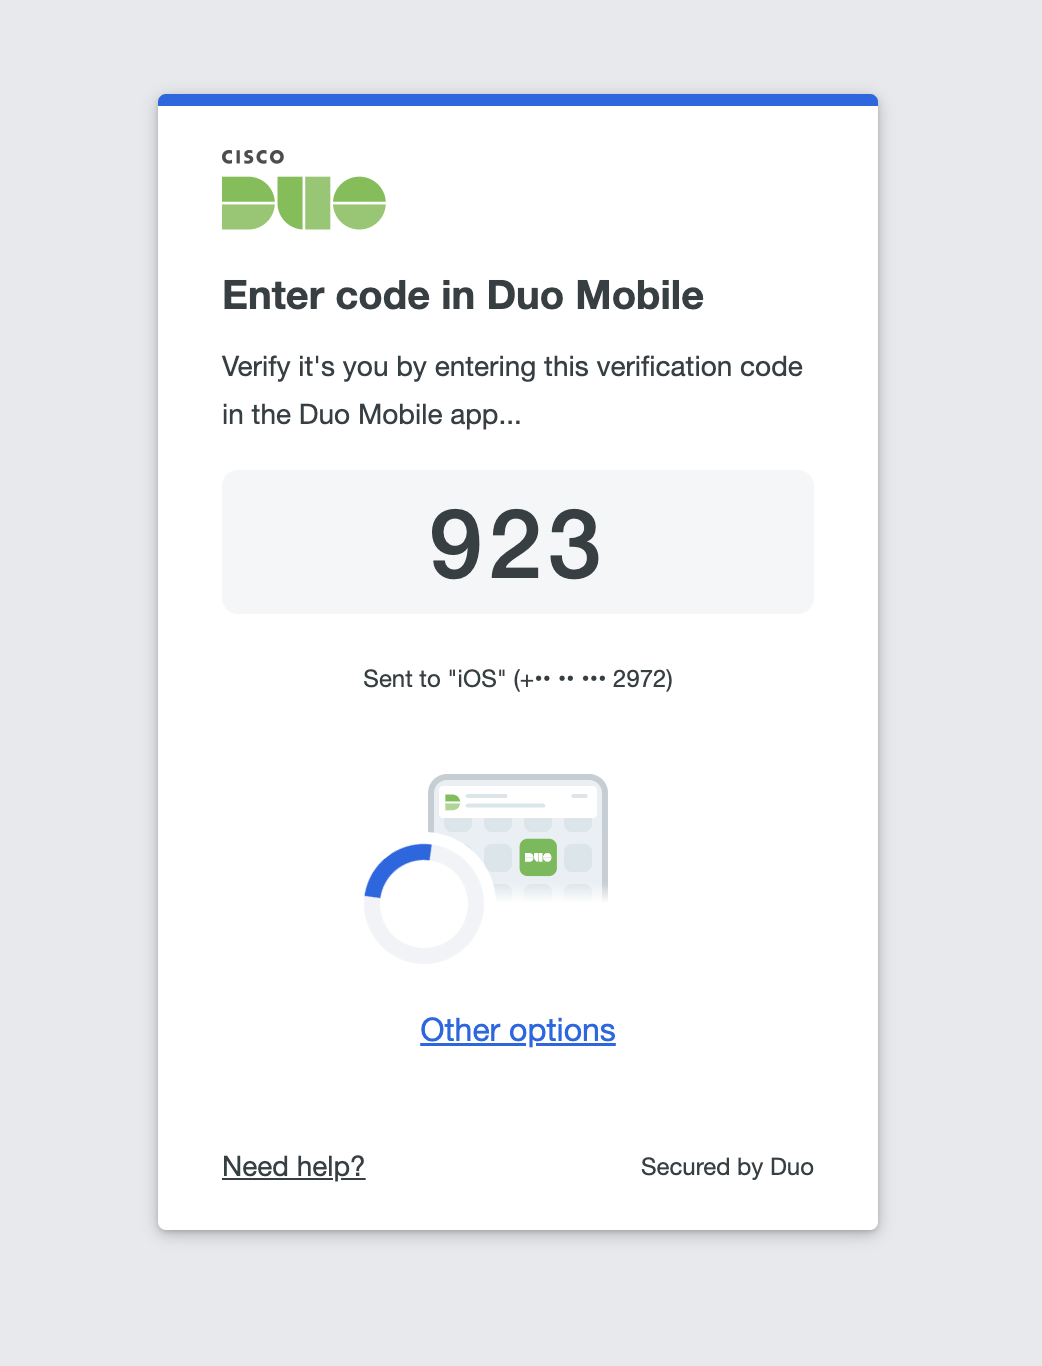 CISCO
DUO
Enter code in Duo Mobile
Verify it's you by entering this verification code
in the Duo Mobile app...
923
Sent to "iOS" (+•• •• ••• 2972)
DUO
Other options
Need help?
Secured by Duo